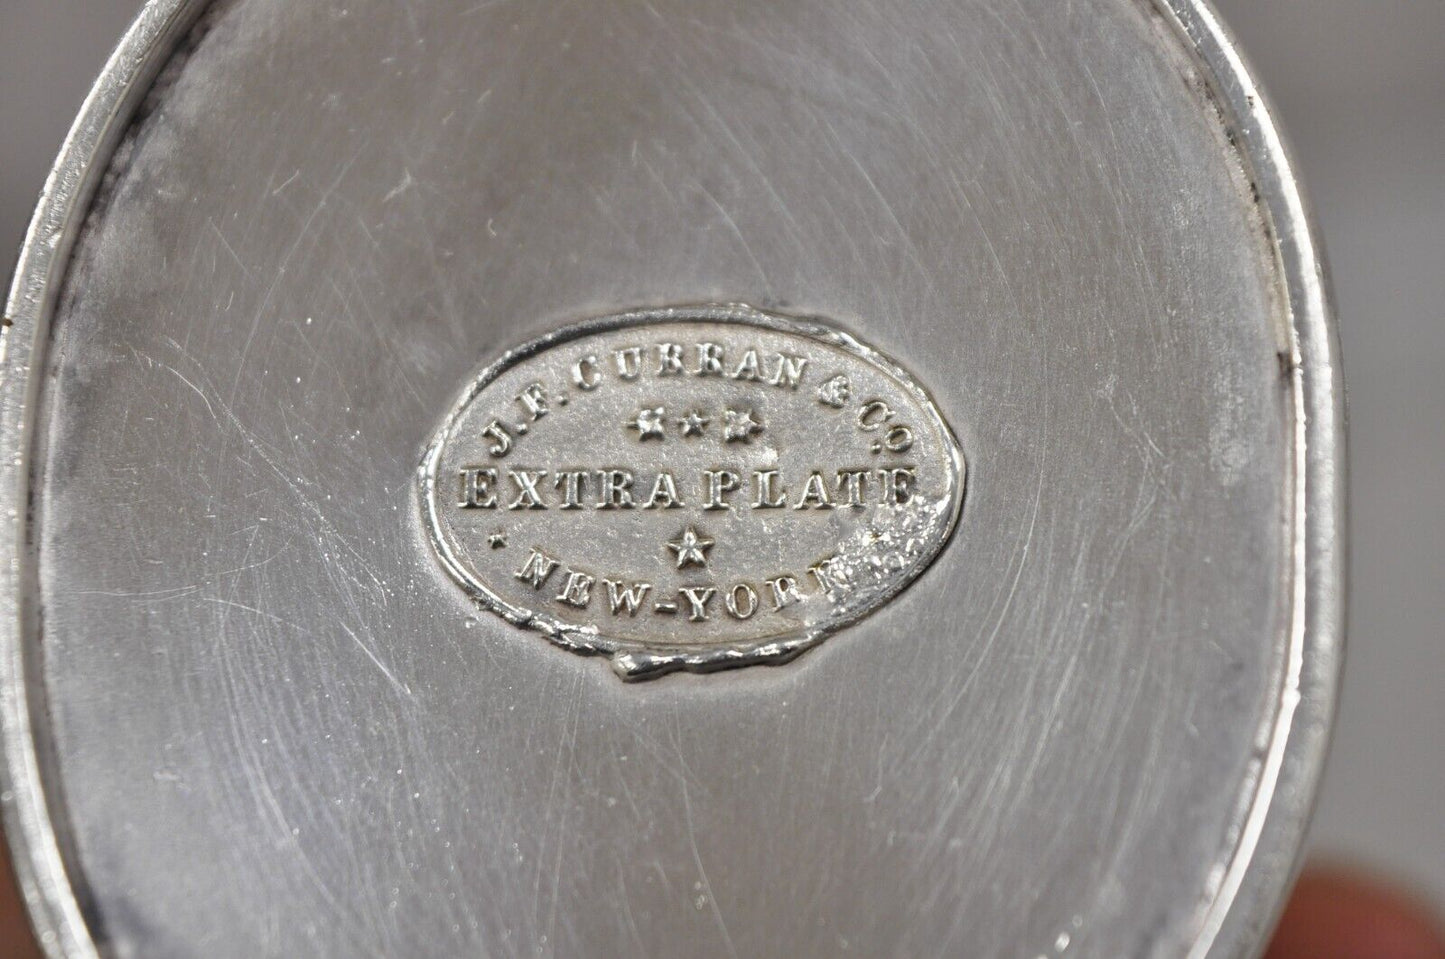 J.F. CURRAN & CO.
EXTRA PLATE
NEW-YORK